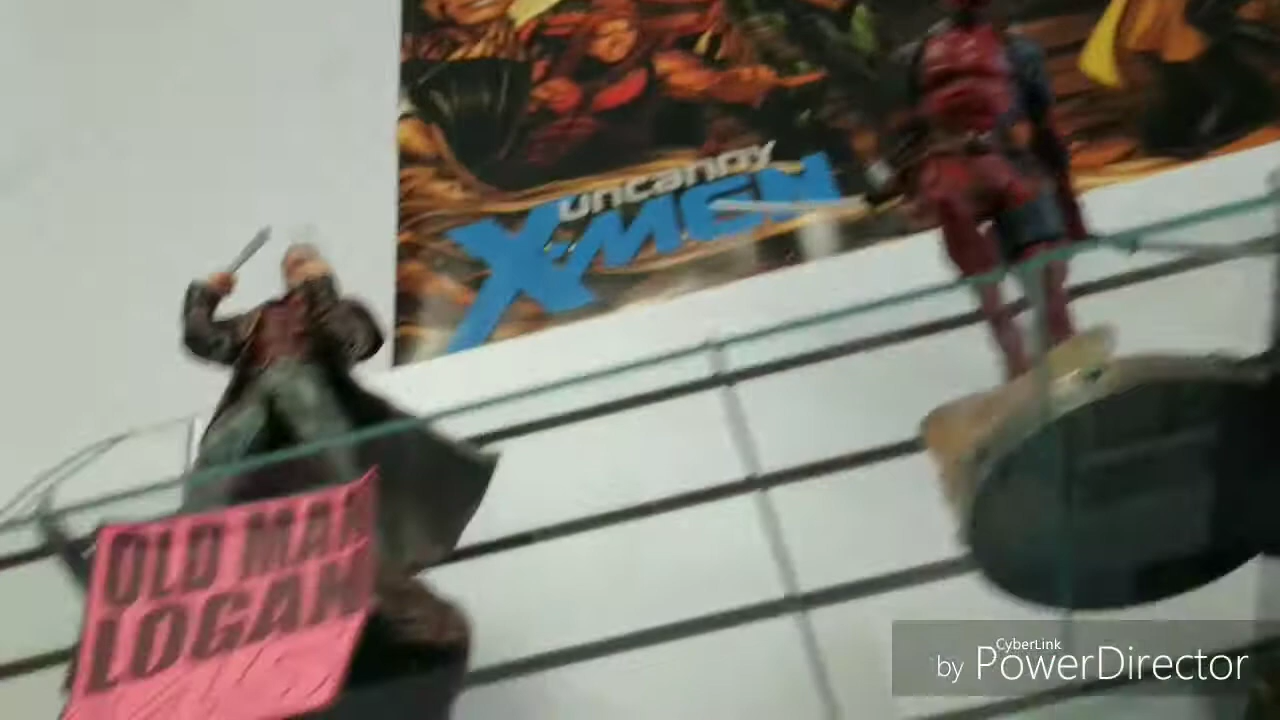 uncanny
X-MEN
OLD MAN
LOGAN
CyberLink
by PowerDirector